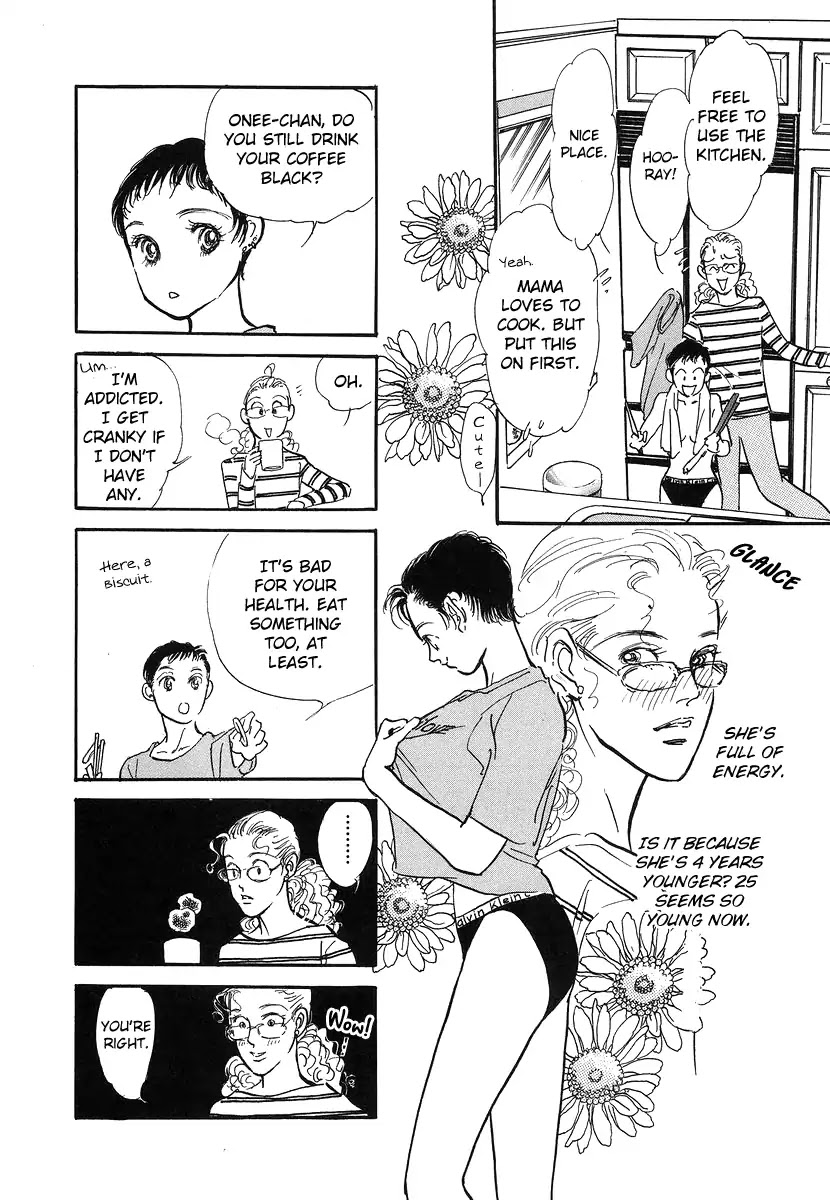 FEEL
FREE TO
USE THE
KITCHEN.
HOO-
RAY!
NICE
PLACE.
Yeah.
MAMA
LOVES TO
COOK. BUT
PUT THIS
ON FIRST.
Cute!
lvin Klein C
GLANCE
SHE'S
FULL OF
ENERGY.
IS IT BECAUSE
SHE'S 4 YEARS
YOUNGER? 25
SEEMS SO
YOUNG NOW.
alvin Klein C
ONEE-CHAN, DO
YOU STILL DRINK
YOUR COFFEE
BLACK?
OH.
Um...
I'M
ADDICTED.
I GET
CRANKY IF
I DON'T
HAVE
ANY.
IT'S BAD
FOR YOUR
HEALTH. EAT
SOMETHING
TOO, AT
LEAST.
Here, a
biscuit.
.........
Wow!
YOU'RE
RIGHT.